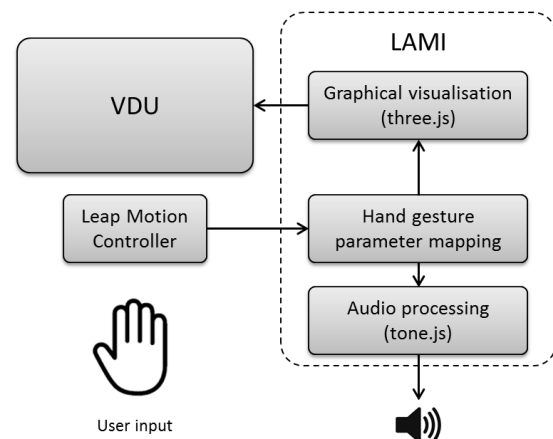 LAMI
VDU
Graphical visualisation
(three.js)
Leap Motion
Controller
Hand gesture
parameter mapping
Audio processing
(tone.js)
User input